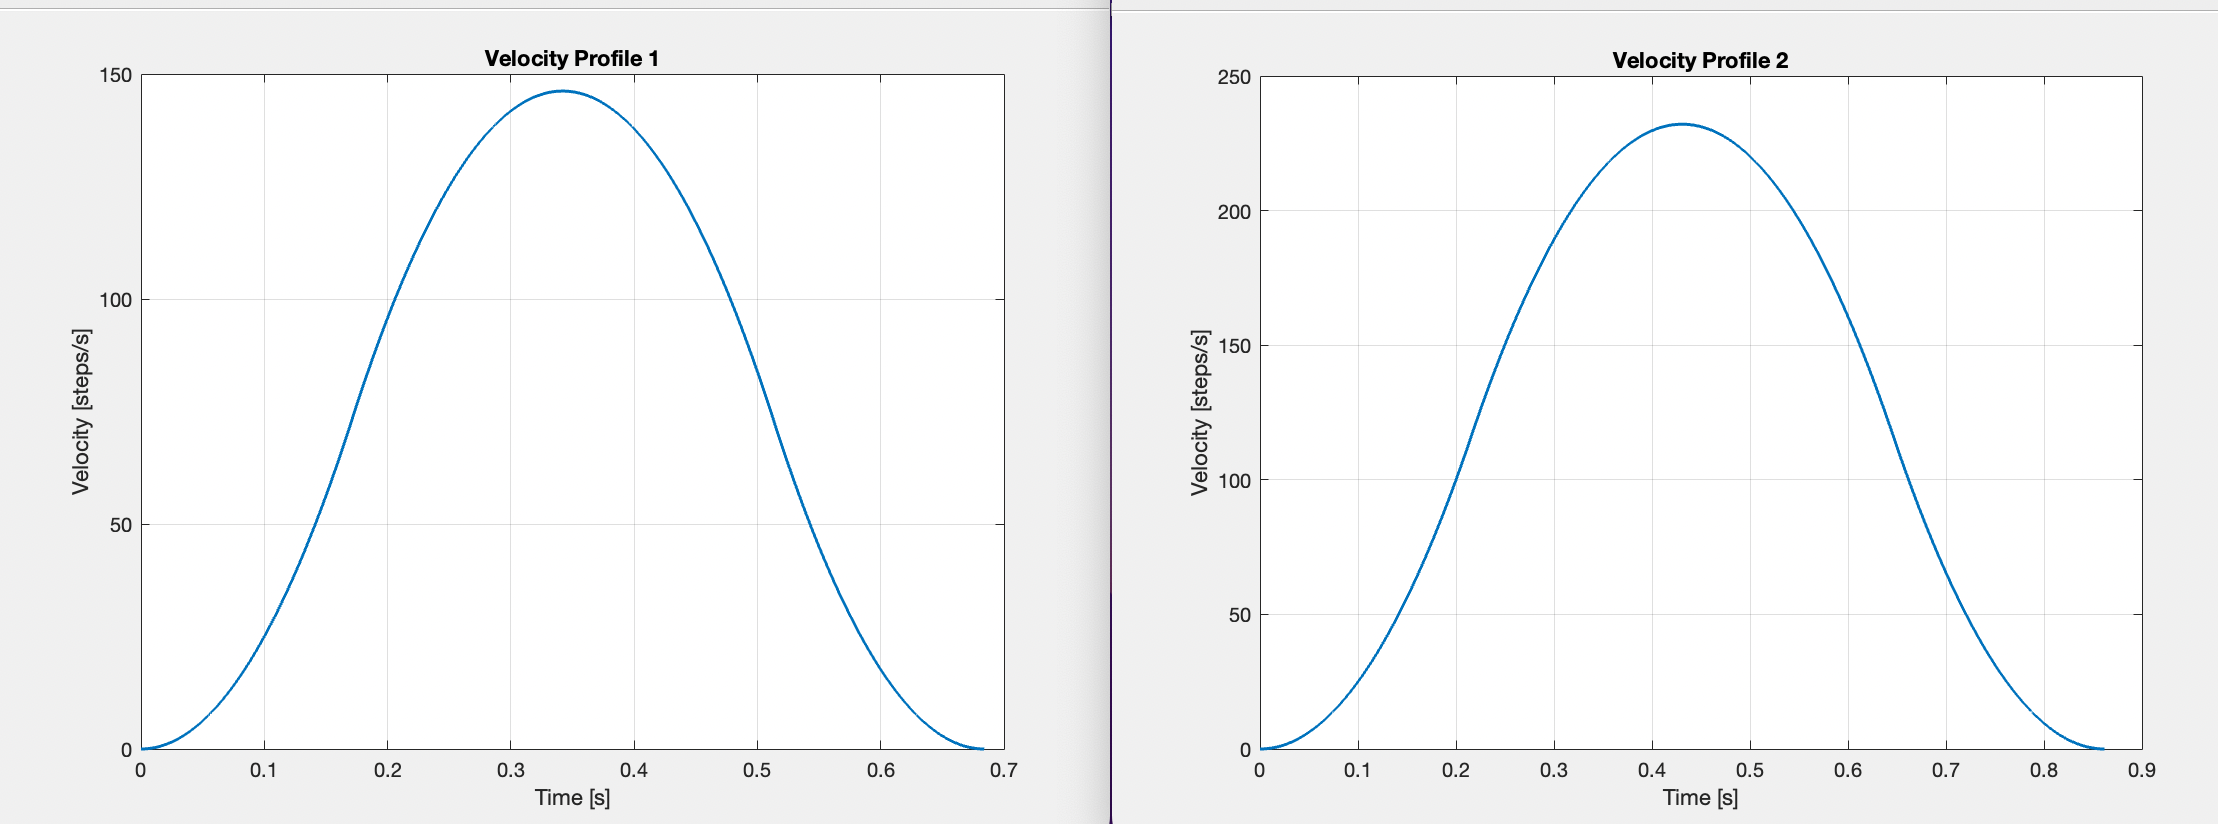 Velocity Profile 1
150
100
50
0
Velocity [steps/s]
0 0.1 0.2 0.3 0.4 0.5 0.6 0.7
Time [s]
Velocity Profile 2
250
200
150
100
50
0
Velocity [steps/s]
0 0.1 0.2 0.3 0.4 0.5 0.6 0.7 0.8 0.9
Time [s]